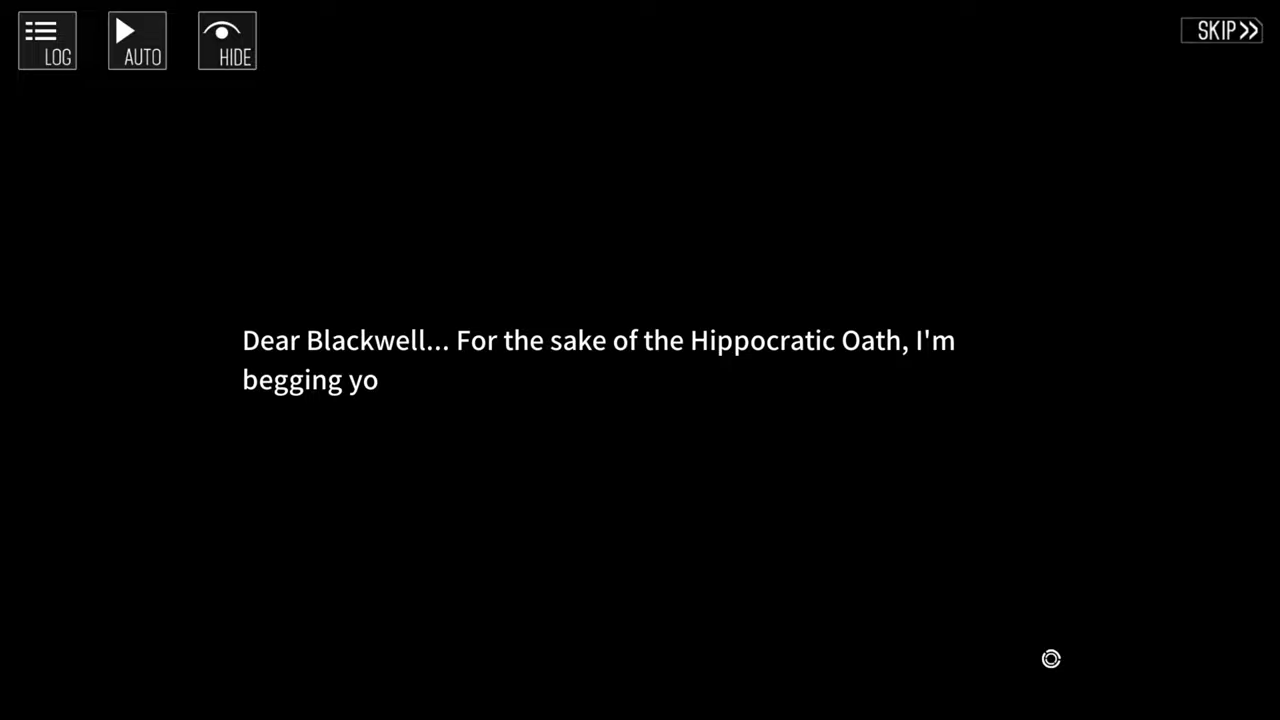 LOG
AUTO
HIDE
SKIP
Dear Blackwell... For the sake of the Hippocratic Oath, I'm
begging yo